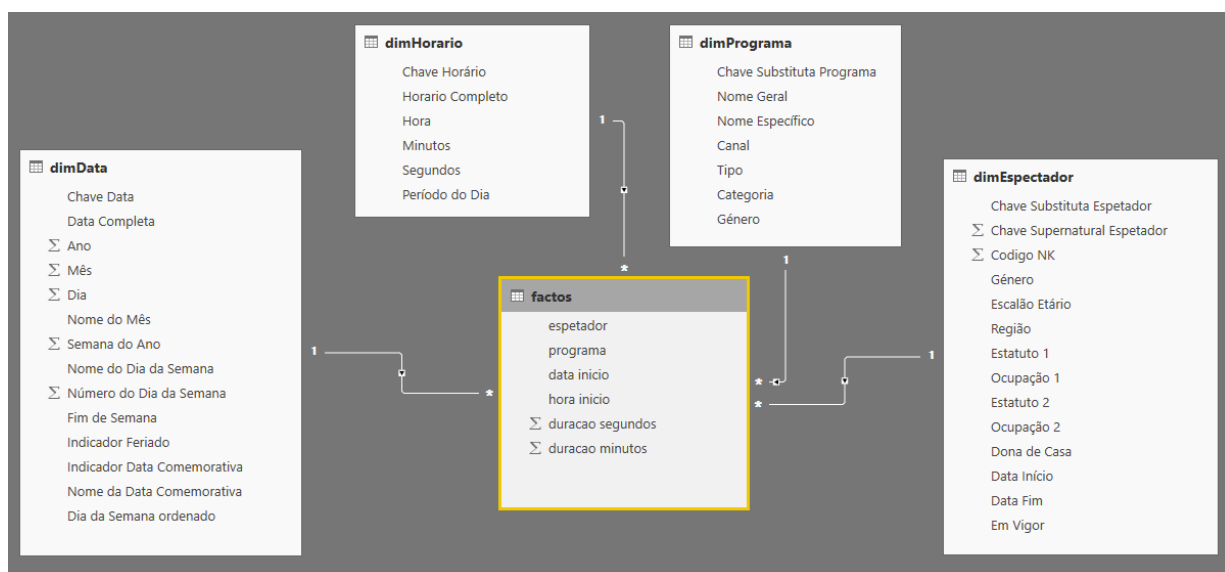 dimHorario
Chave Horário
Horario Completo
Hora
Minutos
Segundos
Período do Dia
dimPrograma
Chave Substituta Programa
Nome Geral
Nome Específico
Canal
Tipo
Categoria
Género
dimData
Chave Data
Data Completa
Σ Ano
Σ Mês
Σ Dia
Nome do Mês
Σ Semana do Ano
Nome do Dia da Semana
Σ Número do Dia da Semana
Fim de Semana
Indicador Feriado
Indicador Data Comemorativa
Nome da Data Comemorativa
Dia da Semana ordenado
dimEspectador
Chave Substituta Espetador
Σ Chave Supernatural Espetador
Σ Codigo NK
Género
Escalão Etário
Região
Estatuto 1
Ocupação 1
Estatuto 2
Ocupação 2
Dona de Casa
Data Início
Data Fim
Em Vigor
factos
espetador
programa
data inicio
hora inicio
Σ duracao segundos
Σ duracao minutos
1
*
1
*
1
*
1
*